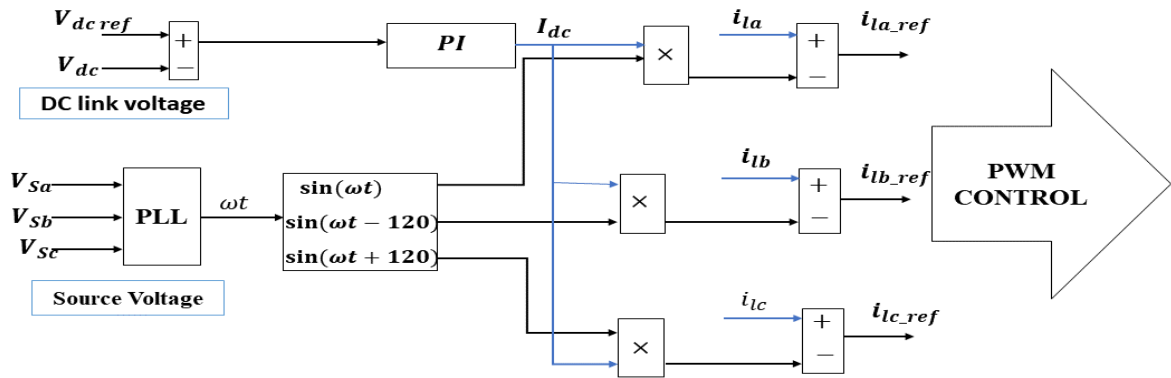 V_dc ref
V_dc
+
−
PI
I_dc
×
i_la
+
−
i_la_ref
DC link voltage
V_Sa
V_Sb
V_Sc
PLL
ωt
sin(ωt)
sin(ωt − 120)
sin(ωt + 120)
×
i_lb
+
−
i_lb_ref
PWM
CONTROL
Source Voltage
×
i_lc
+
−
i_lc_ref